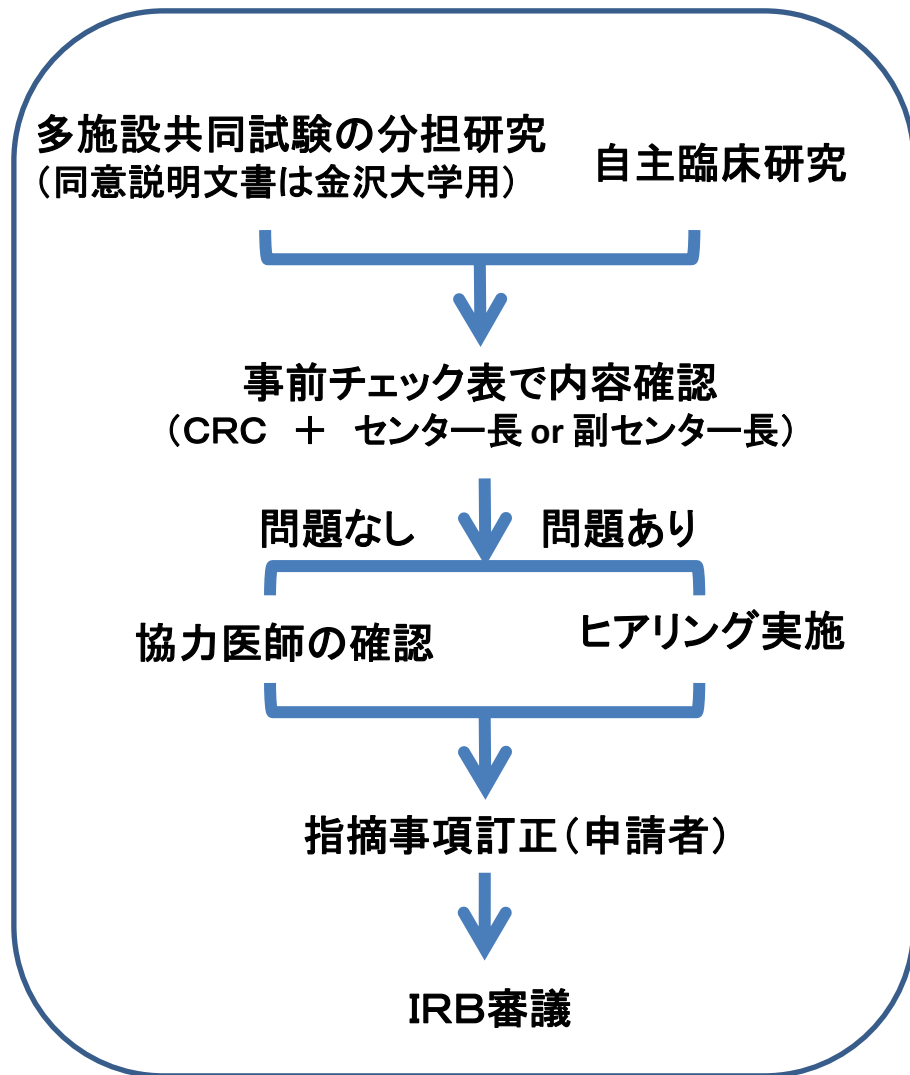 多施設共同試験の分担研究
（同意説明文書は金沢大学用）
自主臨床研究
事前チェック表で内容確認
（CRC ＋ センター長 or 副センター長）
問題なし
問題あり
協力医師の確認
ヒアリング実施
指摘事項訂正（申請者）
IRB審議